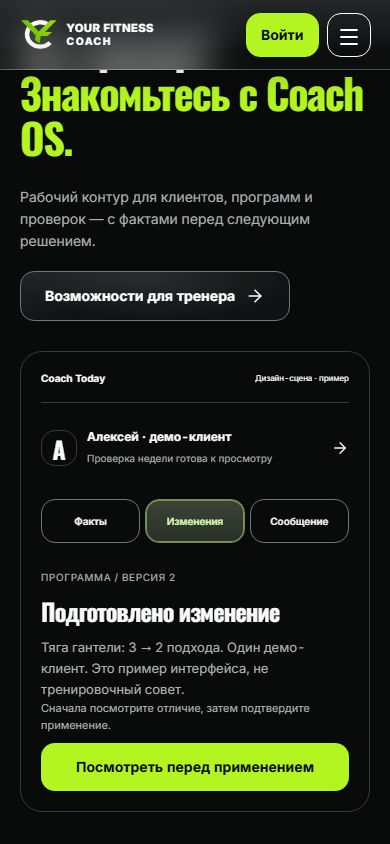 YOUR FITNESS
COACH
Войти
Знакомьтесь с Coach
OS.
Рабочий контур для клиентов, программ и
проверок — с фактами перед следующим
решением.
Возможности для тренера →
Coach Today
Дизайн-сцена · пример
А
Алексей · демо-клиент
Проверка недели готова к просмотру
→
Факты
Изменения
Сообщение
ПРОГРАММА / ВЕРСИЯ 2
Подготовлено изменение
Тяга гантели: 3 → 2 подхода. Один демо-
клиент. Это пример интерфейса, не
тренировочный совет.
Сначала посмотрите отличие, затем подтвердите
применение.
Посмотреть перед применением